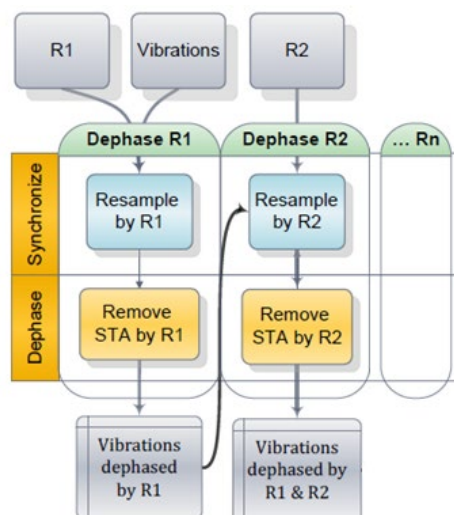 R1
Vibrations
R2
Dephase R1
Dephase R2
... Rn
Synchronize
Resample
by R1
Resample
by R2
Dephase
Remove
STA by R1
Remove
STA by R2
Vibrations
dephased
by R1
Vibrations
dephased by
R1 & R2